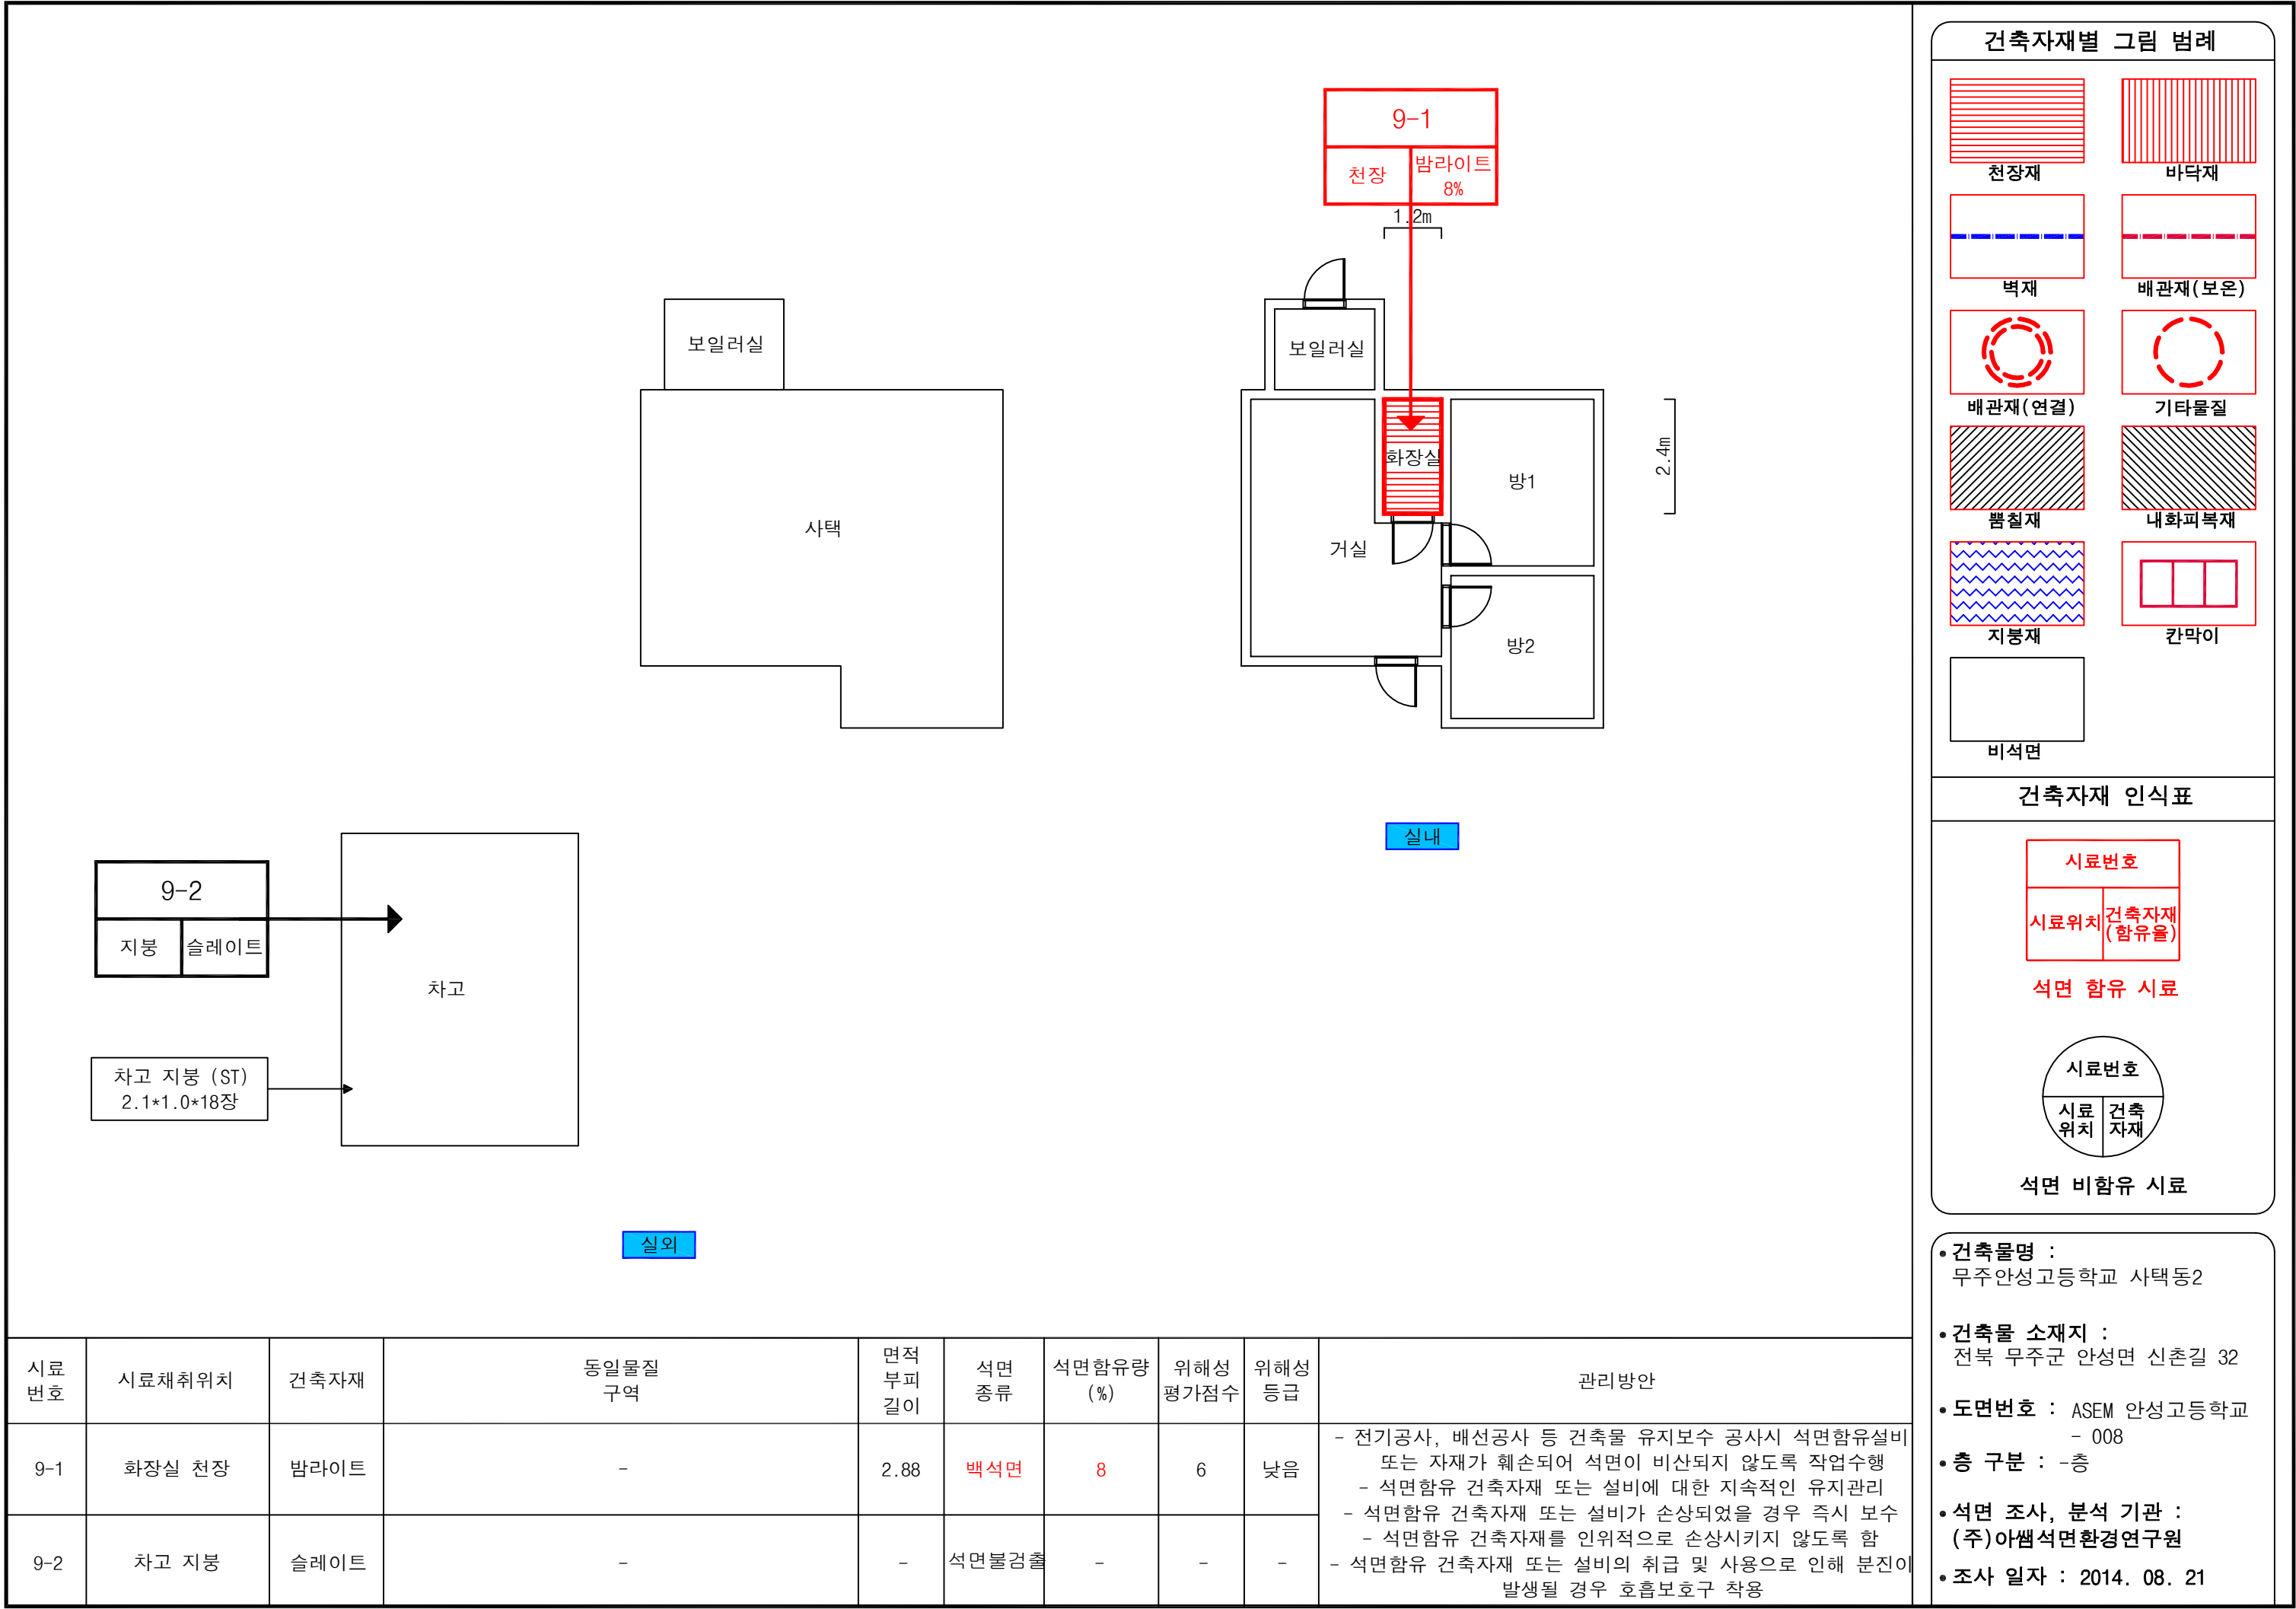 9-1
천장
밤라이트
8%
1.2m
보일러실
사택
보일러실
화장실
거실
방1
방2
2.4m
실내
9-2
지붕
슬레이트
차고
차고 지붕 (ST)
2.1*1.0*18장
실외
시료
번호
시료채취위치
건축자재
동일물질
구역
면적
부피
길이
석면
종류
석면함유량
(%)
위해성
평가점수
위해성
등급
관리방안
9-1
화장실 천장
밤라이트
-
2.88
백석면
8
6
낮음
9-2
차고 지붕
슬레이트
-
-
석면불검출
-
-
-
- 전기공사, 배선공사 등 건축물 유지보수 공사시 석면함유설비
또는 자재가 훼손되어 석면이 비산되지 않도록 작업수행
- 석면함유 건축자재 또는 설비에 대한 지속적인 유지관리
- 석면함유 건축자재 또는 설비가 손상되었을 경우 즉시 보수
- 석면함유 건축자재를 인위적으로 손상시키지 않도록 함
- 석면함유 건축자재 또는 설비의 취급 및 사용으로 인해 분진이
발생될 경우 호흡보호구 착용
건축자재별 그림 범례
천장재
바닥재
벽재
배관재(보온)
배관재(연결)
기타물질
뿜칠재
내화피복재
지붕재
칸막이
비석면
건축자재 인식표
시료번호
시료위치
건축자재
(함유율)
석면 함유 시료
시료번호
시료
위치
건축
자재
석면 비함유 시료
• 건축물명 :
무주안성고등학교 사택동2
• 건축물 소재지 :
전북 무주군 안성면 신촌길 32
• 도면번호 : ASEM 안성고등학교
- 008
• 층 구분 : -층
• 석면 조사, 분석 기관 :
(주)아쌤석면환경연구원
• 조사 일자 : 2014. 08. 21